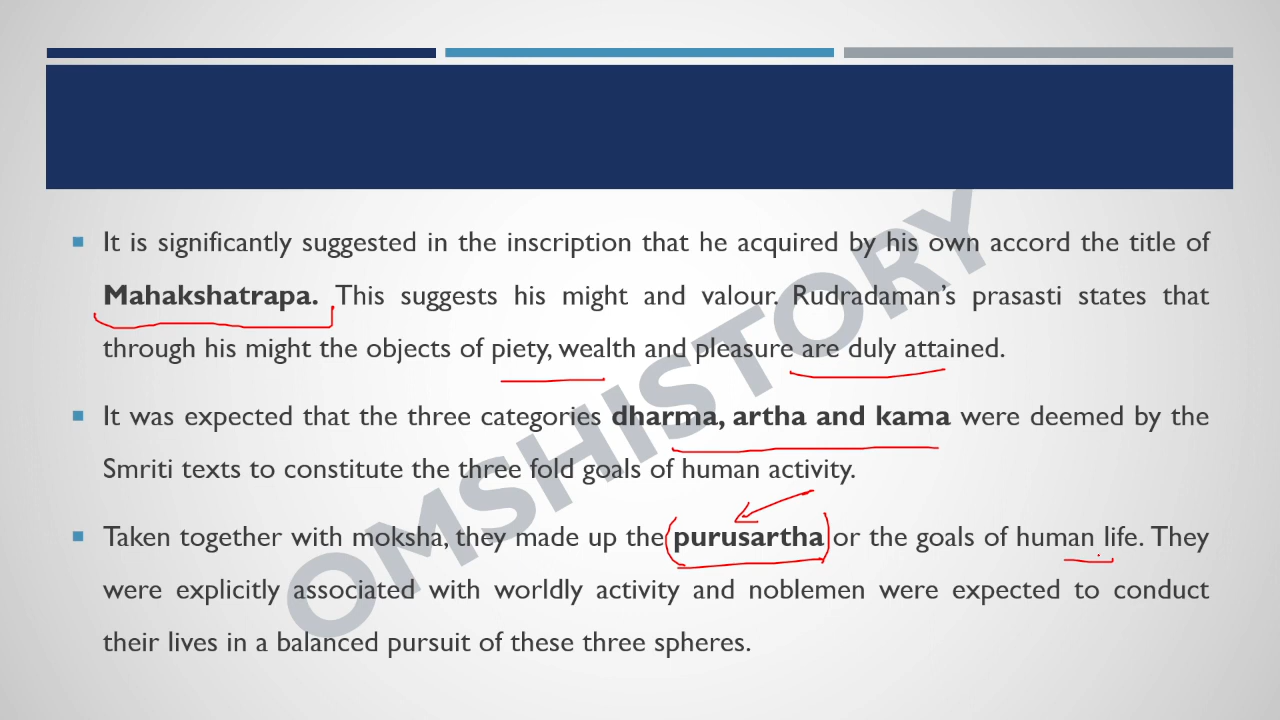 It is significantly suggested in the inscription that he acquired by his own accord the title of
Mahakshatrapa. This suggests his might and valour. Rudradaman's prasasti states that
through his might the objects of piety, wealth and pleasure are duly attained.
It was expected that the three categories dharma, artha and kama were deemed by the
Smriti texts to constitute the three fold goals of human activity.
Taken together with moksha, they made up the purusartha or the goals of human life. They
were explicitly associated with worldly activity and noblemen were expected to conduct
their lives in a balanced pursuit of these three spheres.
OMSHISTORY